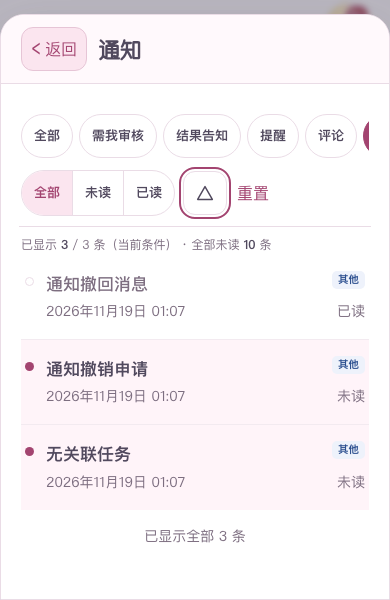 < 返回 通知
全部 需我审核 结果告知 提醒 评论
全部 未读 已读 △ 重置
已显示 3 / 3 条（当前条件） · 全部未读 10 条
通知撤回消息 其他
2026年11月19日 01:07 已读
通知撤销申请 其他
2026年11月19日 01:07 未读
无关联任务 其他
2026年11月19日 01:07 未读
已显示全部 3 条